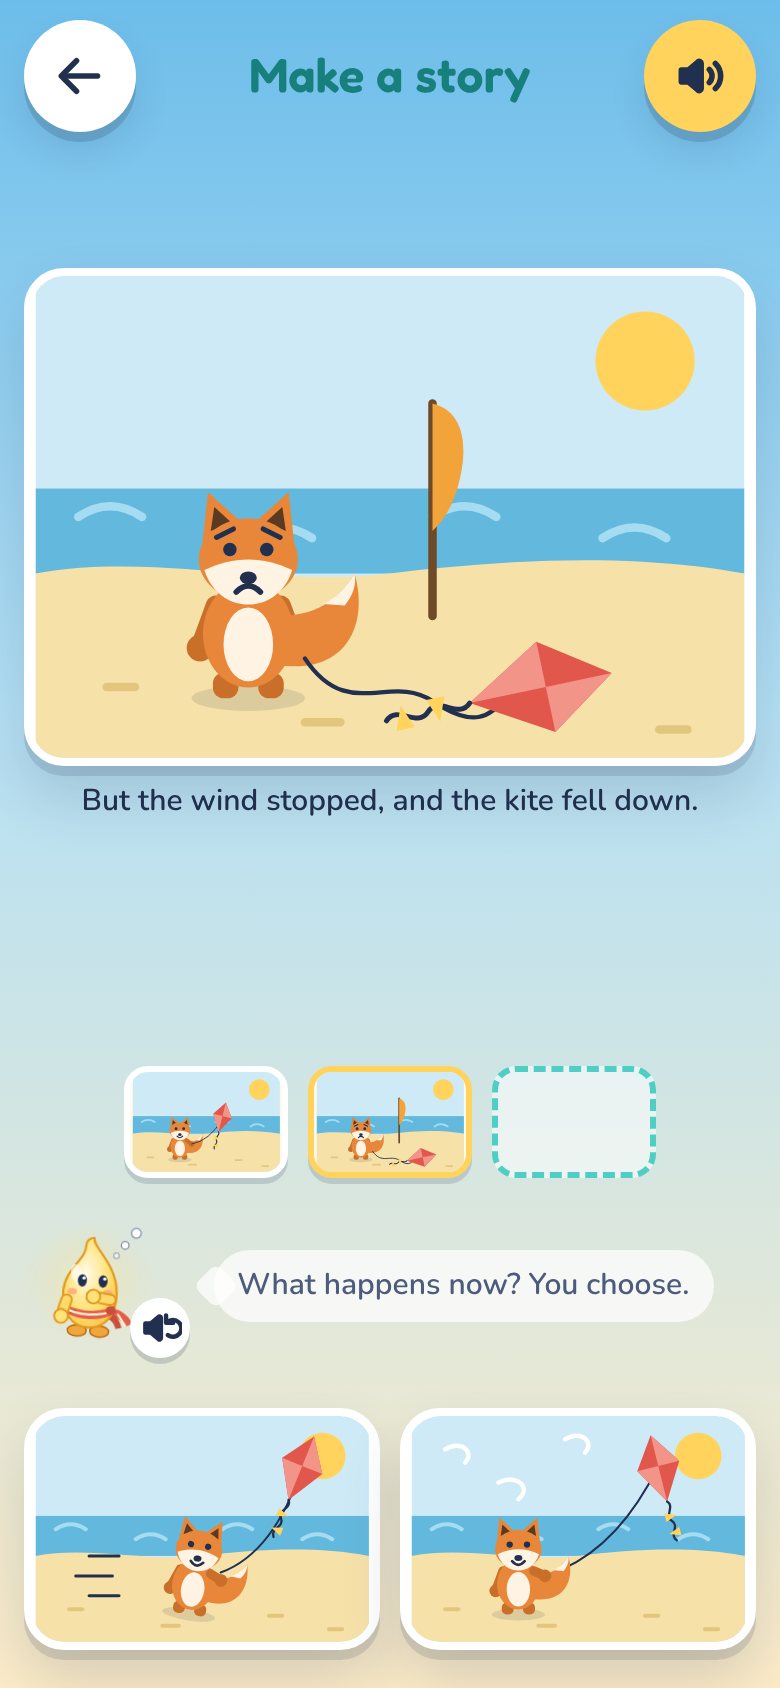 Make a story
But the wind stopped, and the kite fell down.
What happens now? You choose.